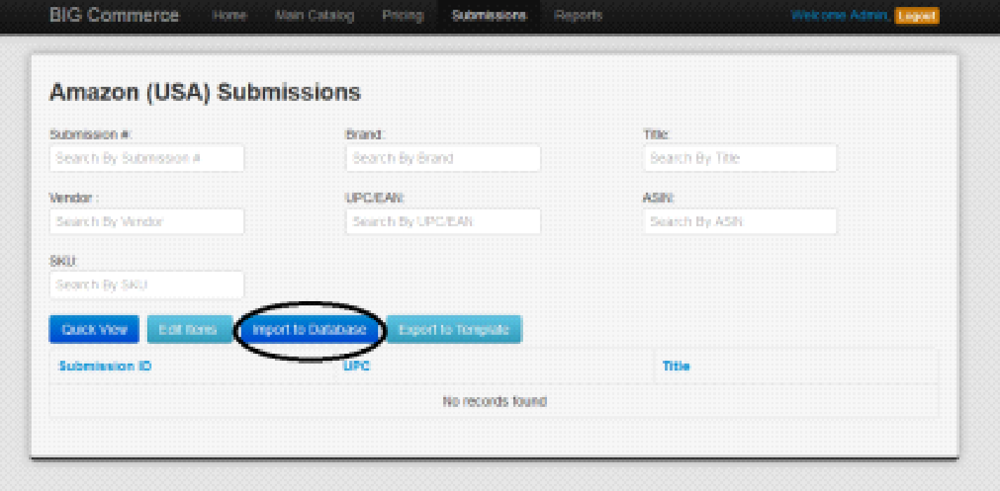 BIG Commerce Home Main Catalog Pricing Submissions Reports Welcome Admin, Logout
Amazon (USA) Submissions
Submission #: Brand: Title:
Search By Submission # Search By Brand Search By Title
Vendor : UPC/EAN: ASIN:
Search By Vendor Search By UPC/EAN Search By ASIN
SKU:
Search By SKU
Quick View Edit Items Import to Database Export to Template
Submission ID UPC Title
No records found